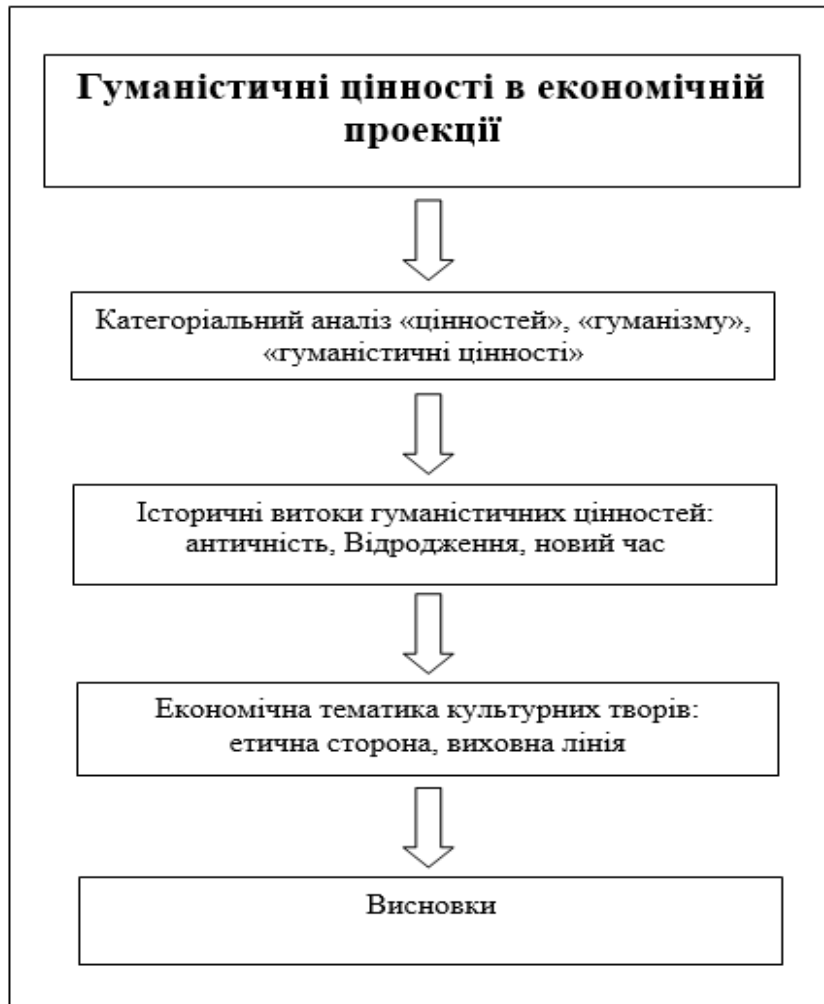 Гуманістичні цінності в економічній
проекції
Категоріальний аналіз «цінностей», «гуманізму»,
«гуманістичні цінності»
Історичні витоки гуманістичних цінностей:
античність, Відродження, новий час
Економічна тематика культурних творів:
етична сторона, виховна лінія
Висновки